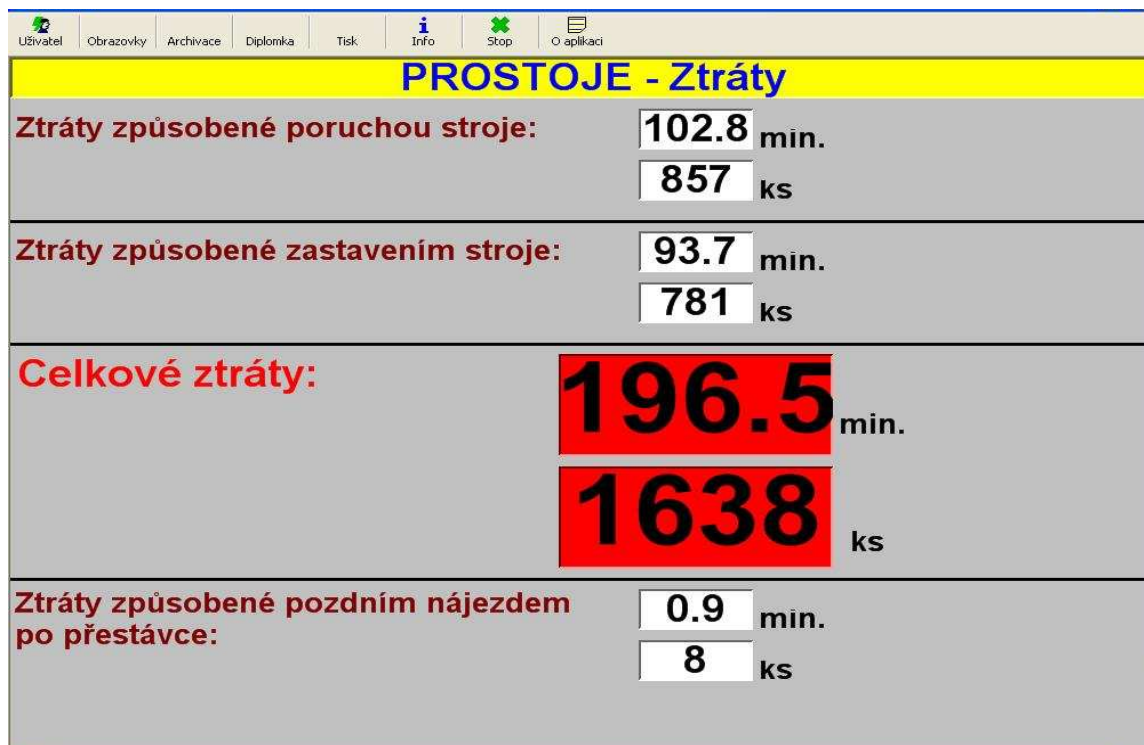 Uživatel Obrazovky Archivace Diplomka Tisk Info Stop O aplikaci
PROSTOJE - Ztráty
Ztráty způsobené poruchou stroje: 102.8 min.
857 ks
Ztráty způsobené zastavením stroje: 93.7 min.
781 ks
Celkové ztráty: 196.5 min.
1638 ks
Ztráty způsobené pozdním nájezdem 0.9 min.
po přestávce:
8 ks